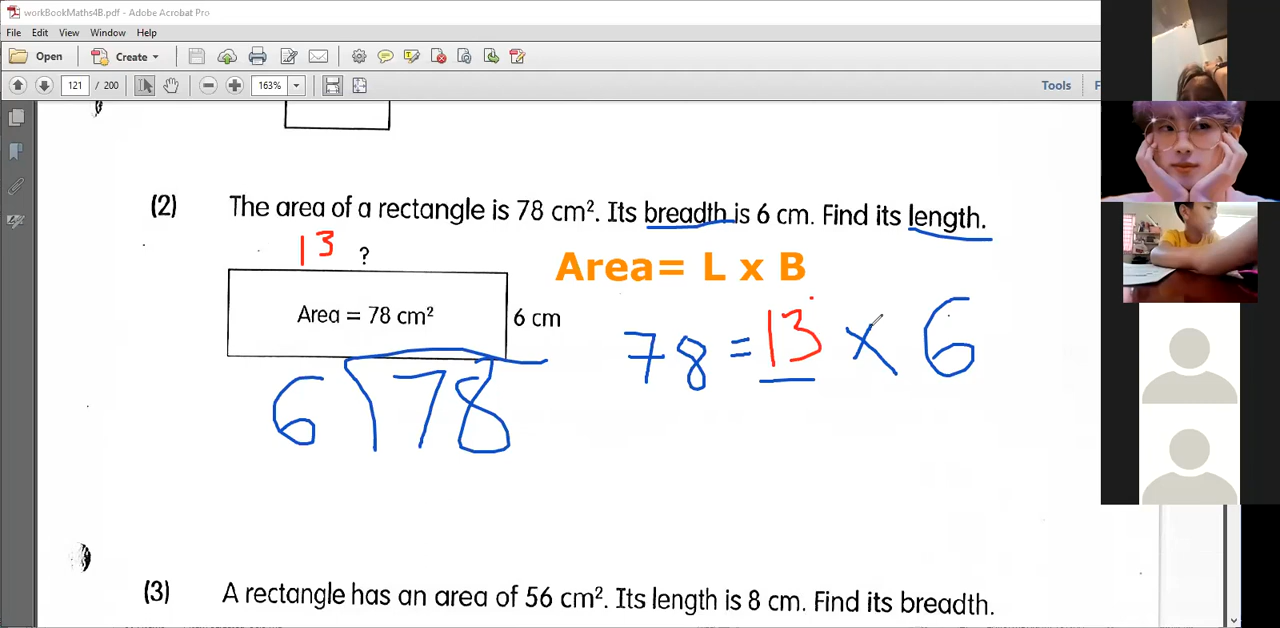 workBookMaths4B.pdf - Adobe Acrobat Pro
File Edit View Window Help
Open Create
121 / 200 163% Tools F
(2) The area of a rectangle is 78 cm². Its breadth is 6 cm. Find its length.
13 ?
Area = L x B
Area = 78 cm² 6 cm
78 = 13 x 6
6 78
(3) A rectangle has an area of 56 cm². Its length is 8 cm. Find its breadth.